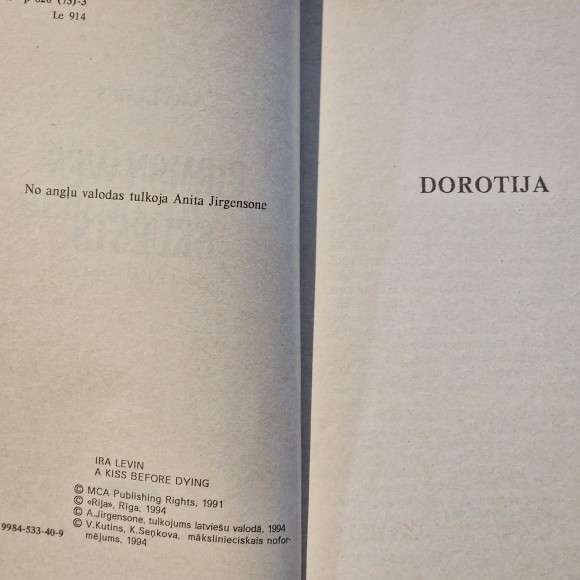 Le 914
No angļu valodas tulkoja Anita Jirgensone
IRA LEVIN
A KISS BEFORE DYING
© MCA Publishing Rights, 1991
© «Rija», Rīga, 1994
© A.Jirgensone, tulkojums latviešu valodā, 1994
© V.Kutins, K.Seņkova, mākslinieciskais nofor-
mējums, 1994
9984-533-40-9
DOROTIJA